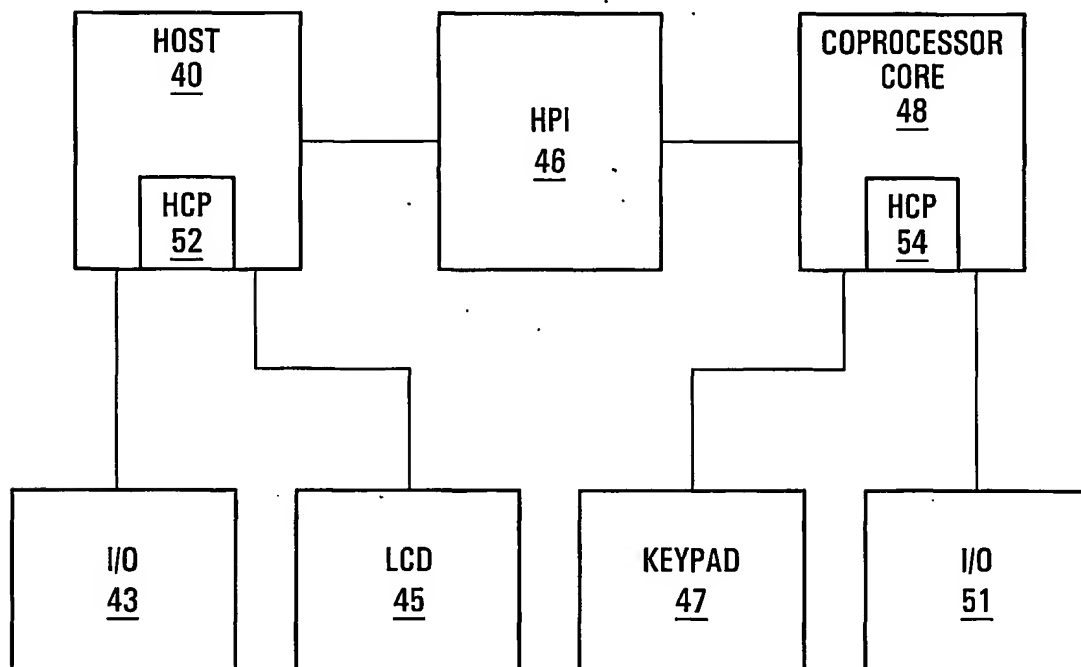 HOST
40
HCP
52
HPI
46
COPROCESSOR
CORE
48
HCP
54
I/O
43
LCD
45
KEYPAD
47
I/O
51